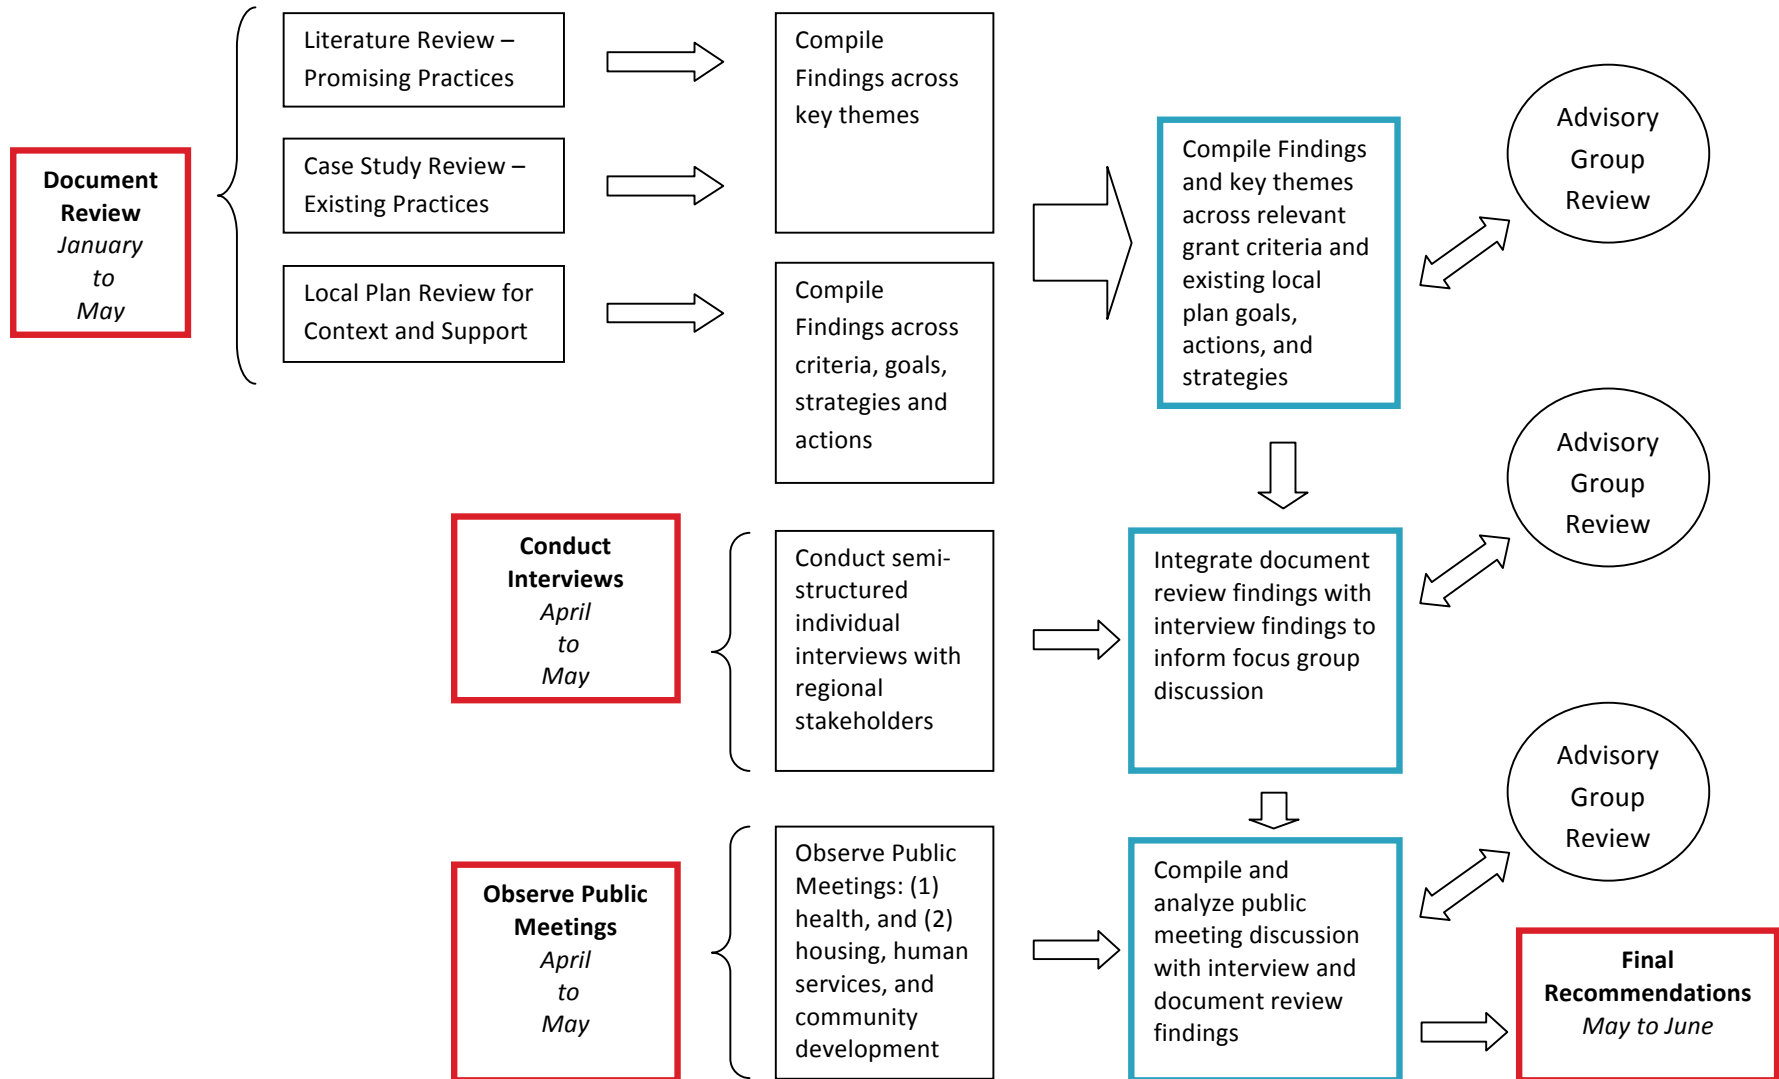 Document
Review
January
to
May
Literature Review –
Promising Practices
Case Study Review –
Existing Practices
Local Plan Review for
Context and Support
Compile
Findings across
key themes
Compile
Findings across
criteria, goals,
strategies and
actions
Compile Findings
and key themes
across relevant
grant criteria and
existing local
plan goals,
actions, and
strategies
Advisory
Group
Review
Conduct
Interviews
April
to
May
Conduct semi-
structured
individual
interviews with
regional
stakeholders
Integrate document
review findings with
interview findings to
inform focus group
discussion
Advisory
Group
Review
Observe Public
Meetings
April
to
May
Observe Public
Meetings: (1)
health, and (2)
housing, human
services, and
community
development
Compile and
analyze public
meeting discussion
with interview and
document review
findings
Advisory
Group
Review
Final
Recommendations
May to June